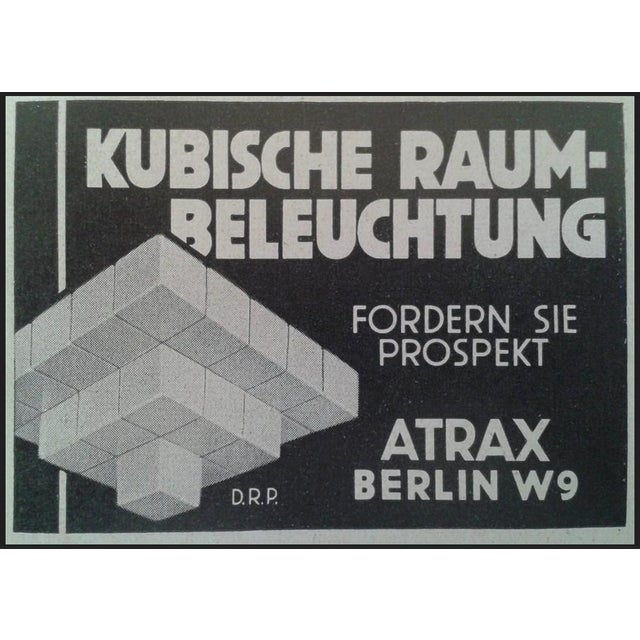 KUBISCHE RAUM-
BELEUCHTUNG
FORDERN SIE
PROSPEKT
ATRAX
BERLIN W9
D.R.P.